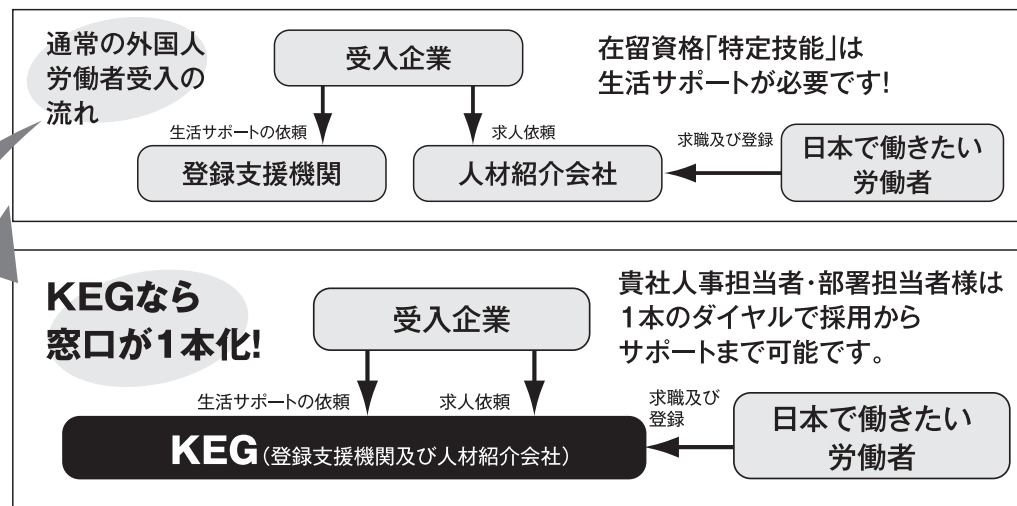 通常の外国人
労働者受入の
流れ
受入企業
在留資格「特定技能」は
生活サポートが必要です!
生活サポートの依頼
求人依頼
求職及び登録
登録支援機関
人材紹介会社
日本で働きたい
労働者
KEGなら
窓口が1本化!
受入企業
貴社人事担当者・部署担当者様は
1本のダイヤルで採用から
サポートまで可能です。
生活サポートの依頼
求人依頼
求職及び
登録
KEG(登録支援機関及び人材紹介会社)
日本で働きたい
労働者